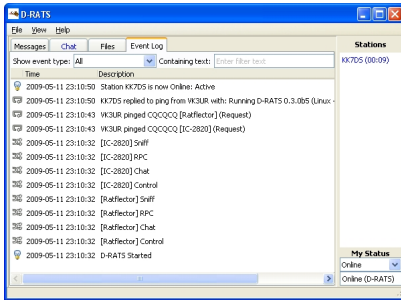 D-RATS
File View Help
Messages Chat Files Event Log
Stations
Show event type: All Containing text: Enter filter text
KK7DS (00:09)
Time Description
2009-05-11 23:10:50 Station KK7DS is now Online: Active
2009-05-11 23:10:50 KK7DS replied to ping from VK3UR with: Running D-RATS 0.3.0b5 (Linux -
2009-05-11 23:10:43 VK3UR pinged CQCQCQ [Ratflector] (Request)
2009-05-11 23:10:43 VK3UR pinged CQCQCQ [IC-2820] (Request)
2009-05-11 23:10:32 [IC-2820] Sniff
2009-05-11 23:10:32 [IC-2820] RPC
2009-05-11 23:10:32 [IC-2820] Chat
2009-05-11 23:10:32 [IC-2820] Control
2009-05-11 23:10:32 [Ratflector] Sniff
2009-05-11 23:10:32 [Ratflector] RPC
2009-05-11 23:10:32 [Ratflector] Chat
2009-05-11 23:10:32 [Ratflector] Control
2009-05-11 23:10:32 D-RATS Started
My Status
Online
Online (D-RATS)